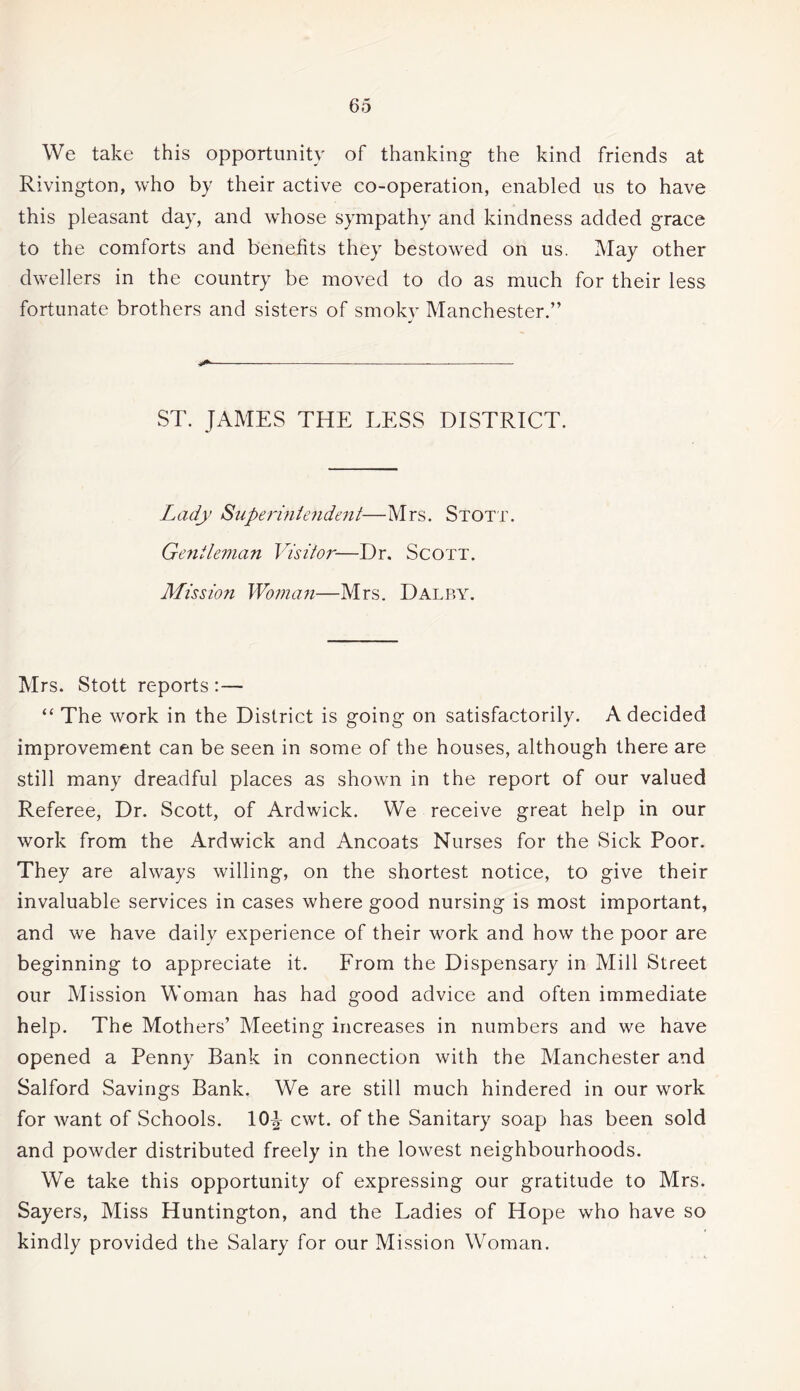 65
We take this opportunity of thanking the kind friends at
Rivington, who by their active co-operation, enabled us to have
this pleasant day, and whose sympathy and kindness added grace
to the comforts and benefits they bestowed on us. May other
dwellers in the country be moved to do as much for their less
fortunate brothers and sisters of smoky Manchester.”
ST. JAMES THE LESS DISTRICT.
Lady Superintendent—Mrs. STOTT.
Gentleman Visitor—Dr. SCOTT.
Mission Woman—Mrs. DALBY.
Mrs. Stott reports :—
“ The work in the District is going on satisfactorily. A decided
improvement can be seen in some of the houses, although there are
still many dreadful places as shown in the report of our valued
Referee, Dr. Scott, of Ardwick. We receive great help in our
work from the Ardwick and Ancoats Nurses for the Sick Poor.
They are always willing, on the shortest notice, to give their
invaluable services in cases where good nursing is most important,
and we have daily experience of their work and how the poor are
beginning to appreciate it. From the Dispensary in Mill Street
our Mission Woman has had good advice and often immediate
help. The Mothers’ Meeting increases in numbers and we have
opened a Penny Bank in connection with the Manchester and
Salford Savings Bank. We are still much hindered in our work
for want of Schools. 10½ cwt. of the Sanitary soap has been sold
and powder distributed freely in the lowest neighbourhoods.
We take this opportunity of expressing our gratitude to Mrs.
Sayers, Miss Huntington, and the Ladies of Hope who have so
kindly provided the Salary for our Mission Woman.